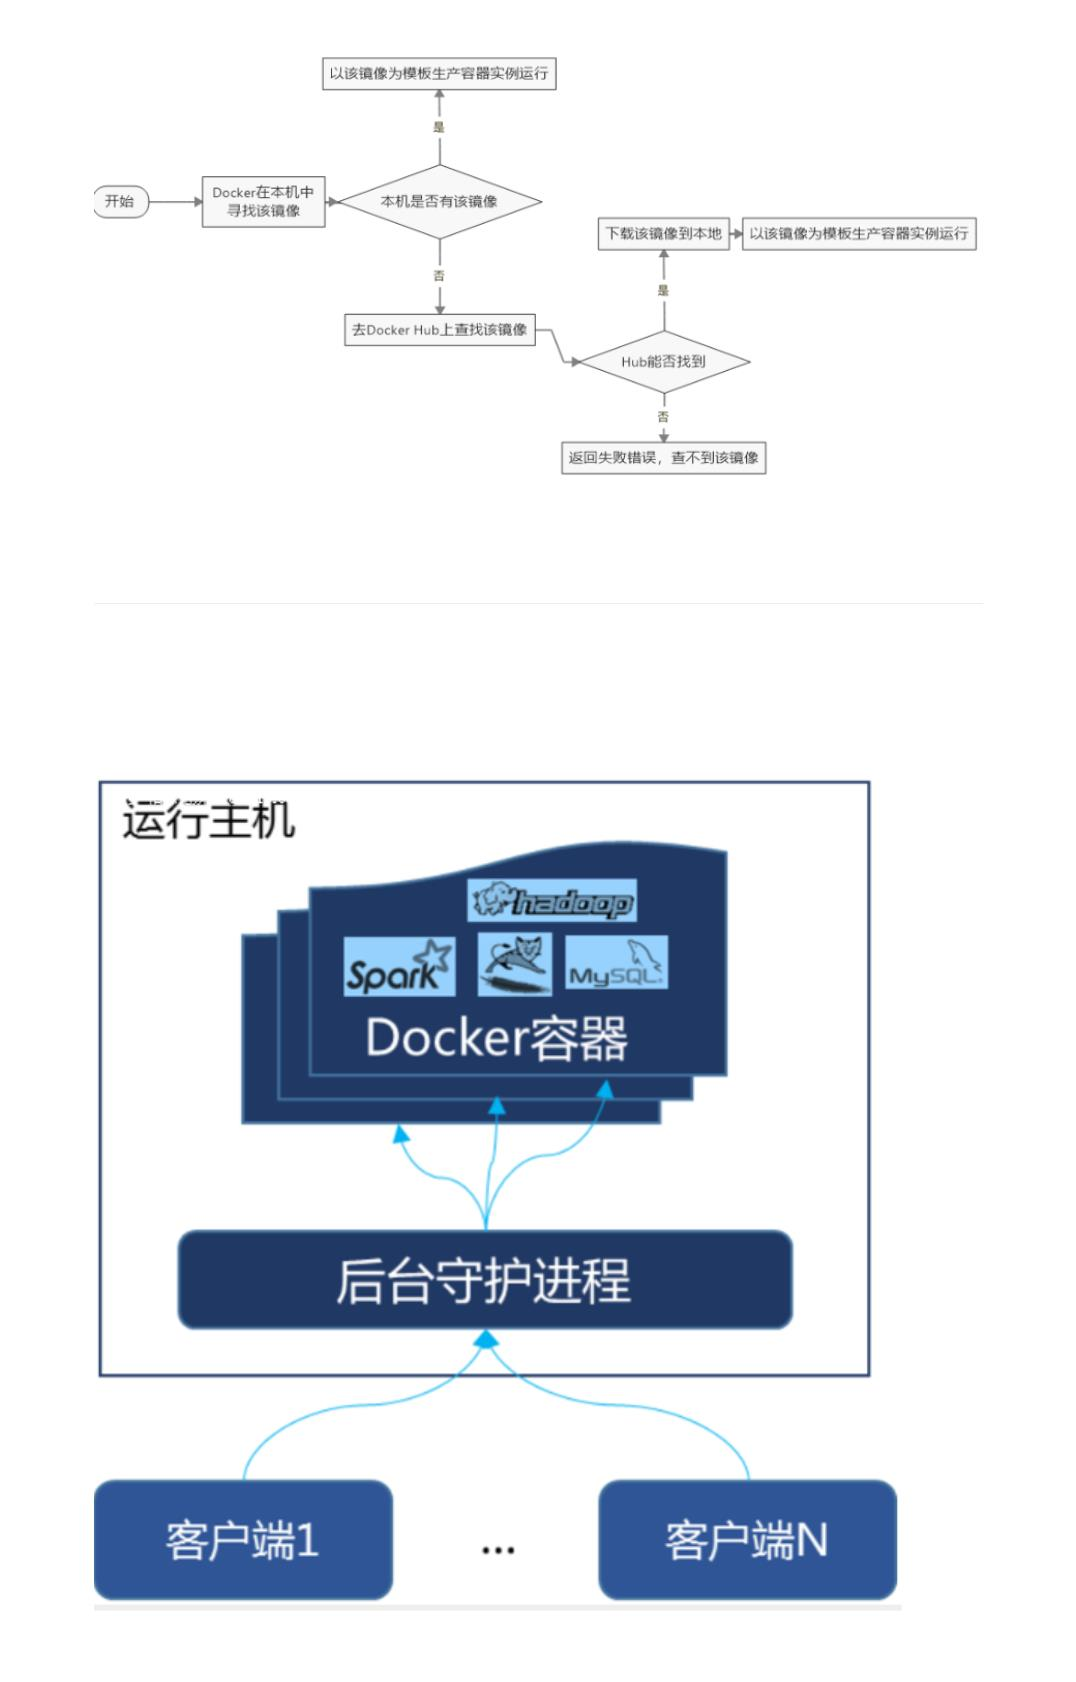 以该镜像为模板生产容器实例运行
是
开始
Docker在本机中
寻找该镜像
本机是否有该镜像
下载该镜像到本地
以该镜像为模板生产容器实例运行
否
是
去Docker Hub上查找该镜像
Hub能否找到
否
返回失败错误，查不到该镜像
运行主机
hadoop
Spark
MySQL
Docker容器
后台守护进程
客户端1
...
客户端N